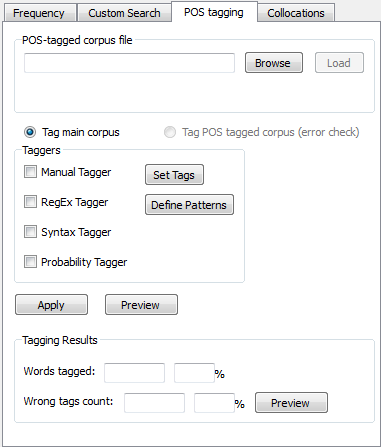 Frequency Custom Search POS tagging Collocations
POS-tagged corpus file
Browse Load
Tag main corpus Tag POS tagged corpus (error check)
Taggers
Manual Tagger Set Tags
RegEx Tagger Define Patterns
Syntax Tagger
Probability Tagger
Apply Preview
Tagging Results
Words tagged: %
Wrong tags count: % Preview